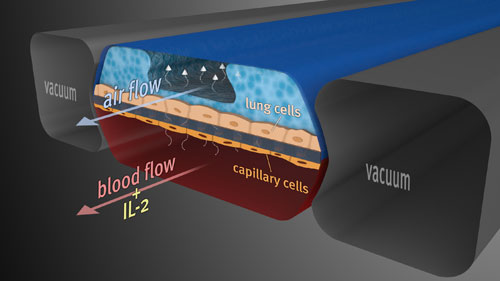 vacuum
air flow
lung cells
capillary cells
blood flow
+
IL-2
vacuum